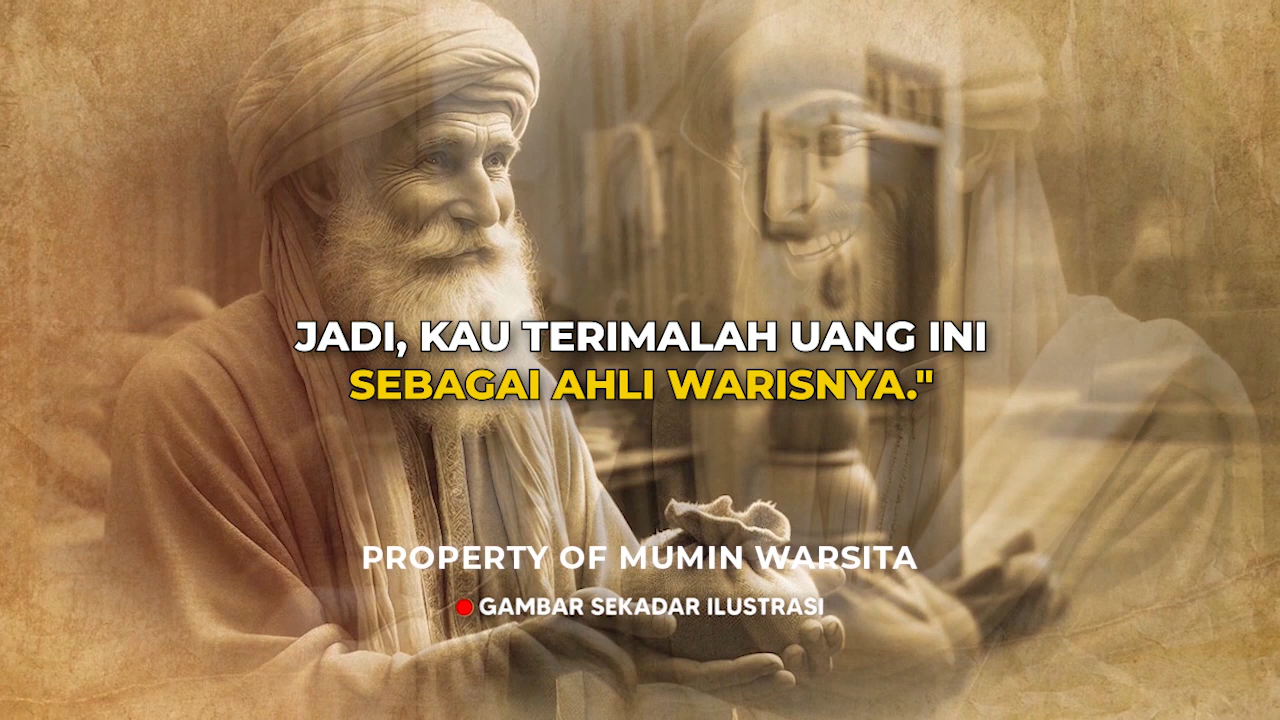 JADI, KAU TERIMALAH UANG INI
SEBAGAI AHLI WARISNYA."
PROPERTY OF MUMIN WARSITA
GAMBAR SEKADAR ILUSTRASI